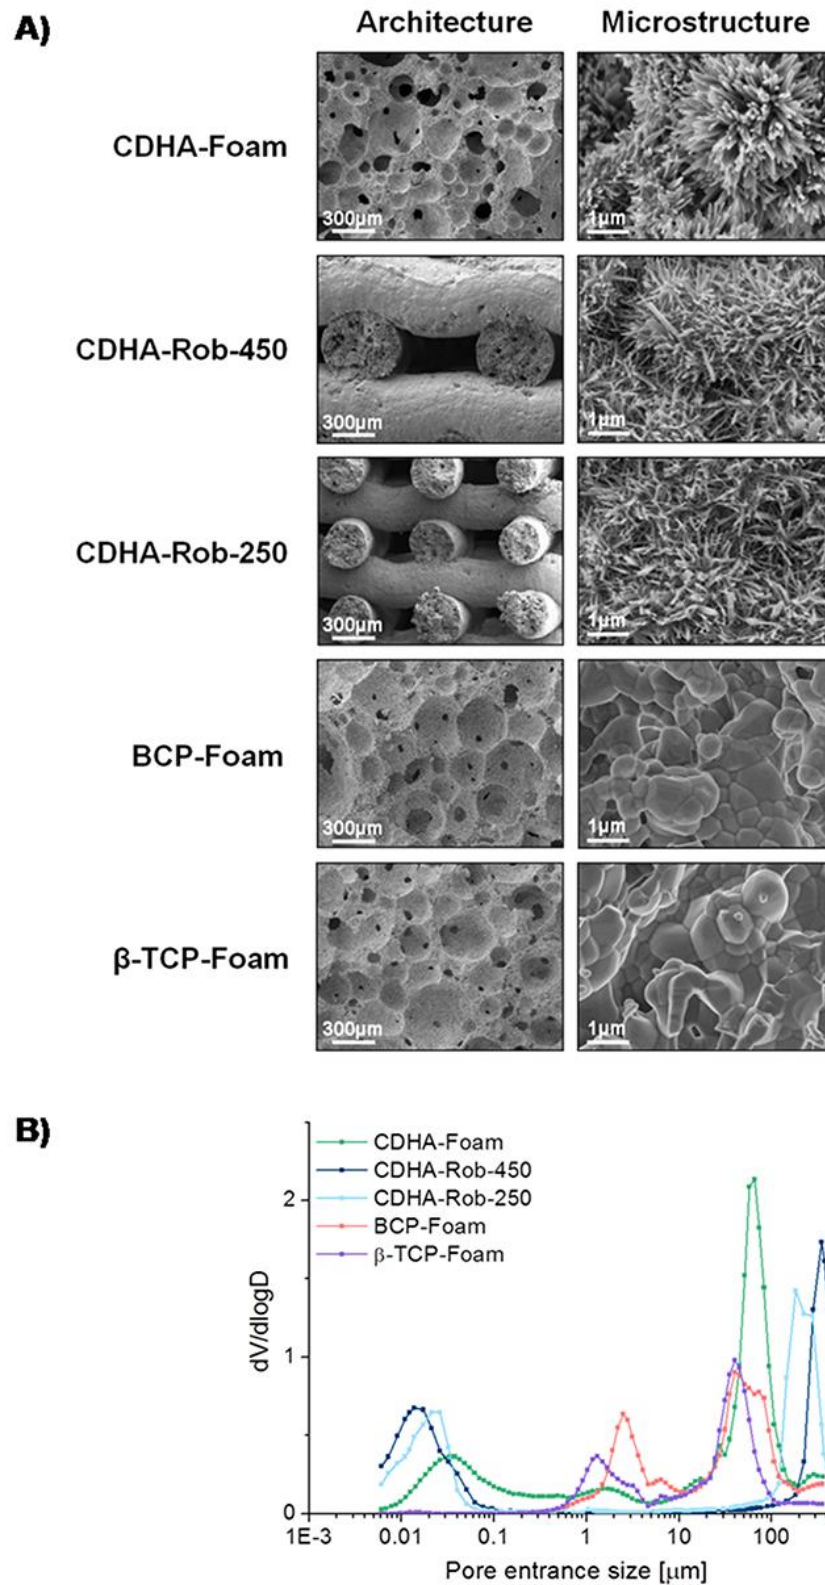 A)
Architecture Microstructure
CDHA-Foam
300µm 1µm
CDHA-Rob-450
300µm 1µm
CDHA-Rob-250
300µm 1µm
BCP-Foam
300µm 1µm
β-TCP-Foam
300µm 1µm
B)
CDHA-Foam
CDHA-Rob-450
CDHA-Rob-250
BCP-Foam
β-TCP-Foam
2
1
0
dV/dlogD
1E-3 0.01 0.1 1 10 100
Pore entrance size [µm]